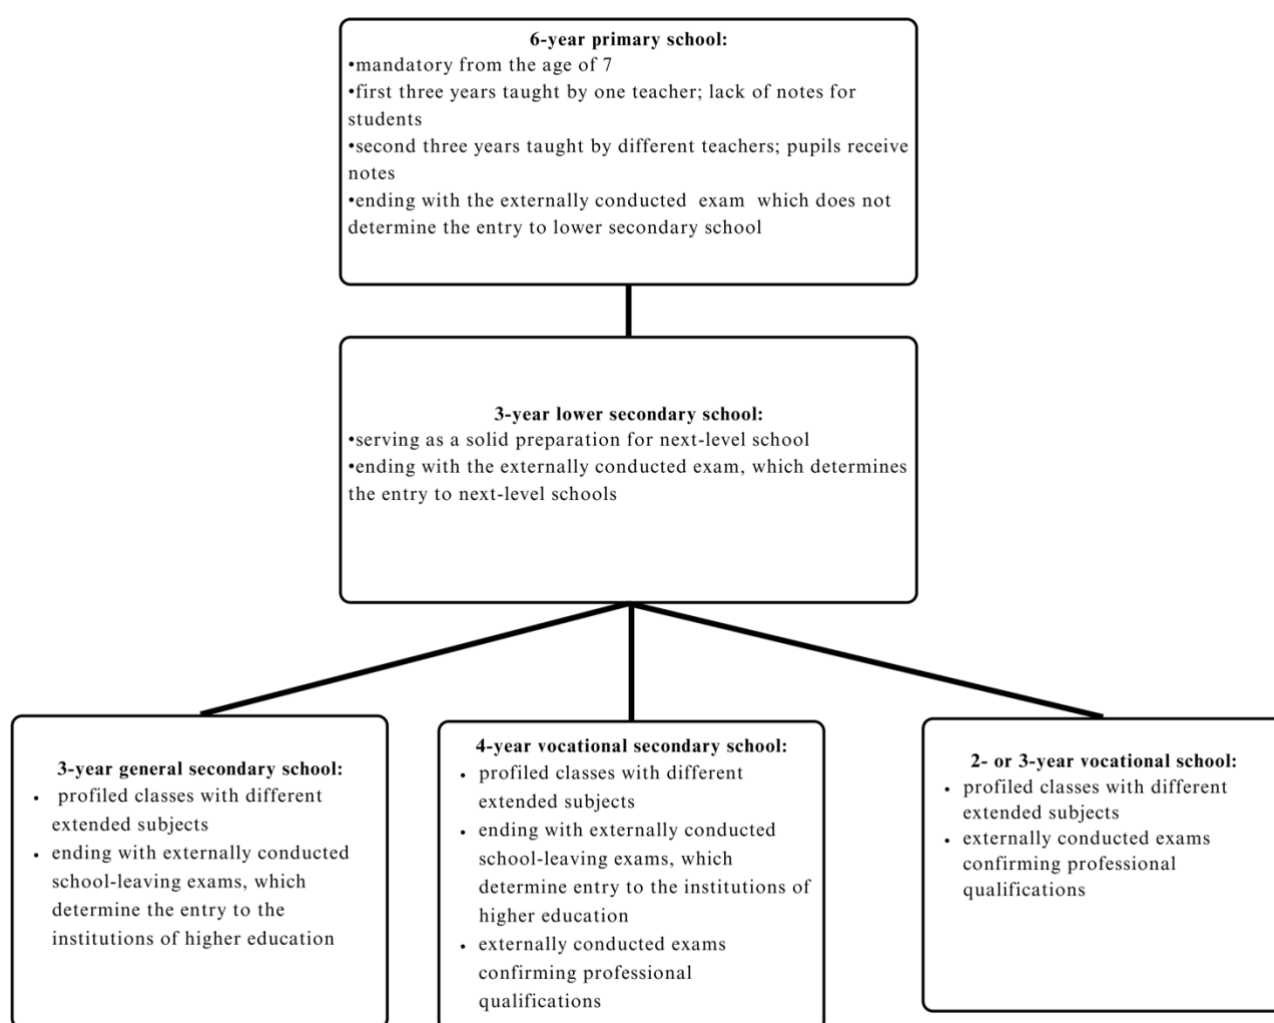 6-year primary school:
•mandatory from the age of 7
•first three years taught by one teacher; lack of notes for
students
•second three years taught by different teachers; pupils receive
notes
•ending with the externally conducted  exam  which does not
determine the entry to lower secondary school
3-year lower secondary school:
•serving as a solid preparation for next-level school
•ending with the externally conducted exam, which determines
the entry to next-level schools
3-year general secondary school:
• profiled classes with different
extended subjects
• ending with externally conducted
school-leaving exams, which
determine the entry to the
institutions of higher education
4-year vocational secondary school:
• profiled classes with different
extended subjects
• ending with externally conducted
school-leaving exams, which
determine entry to the institutions of
higher education
• externally conducted exams
confirming professional
qualifications
2- or 3-year vocational school:
• profiled classes with different
extended subjects
• externally conducted exams
confirming professional
qualifications